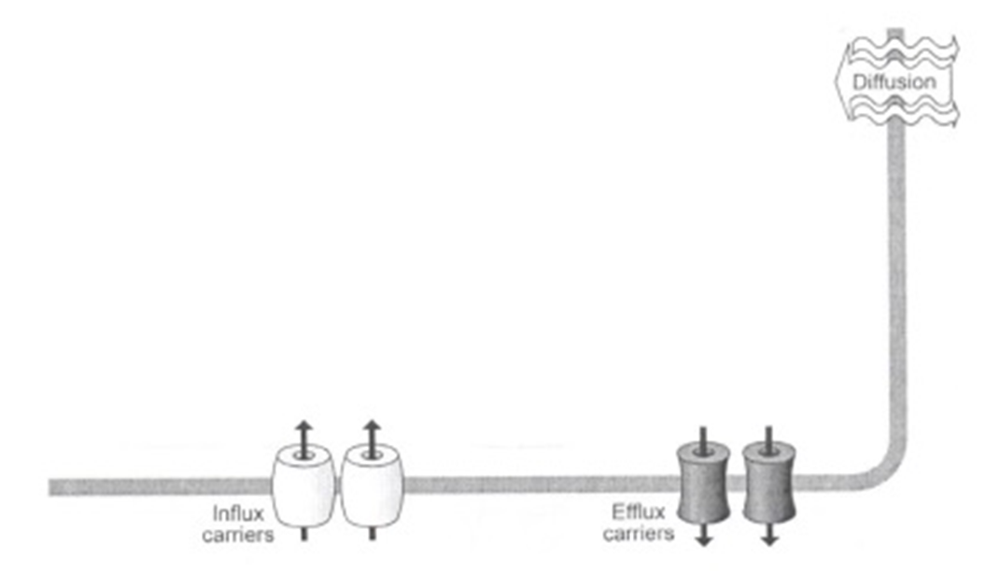 Diffusion
Influx
carriers
Efflux
carriers